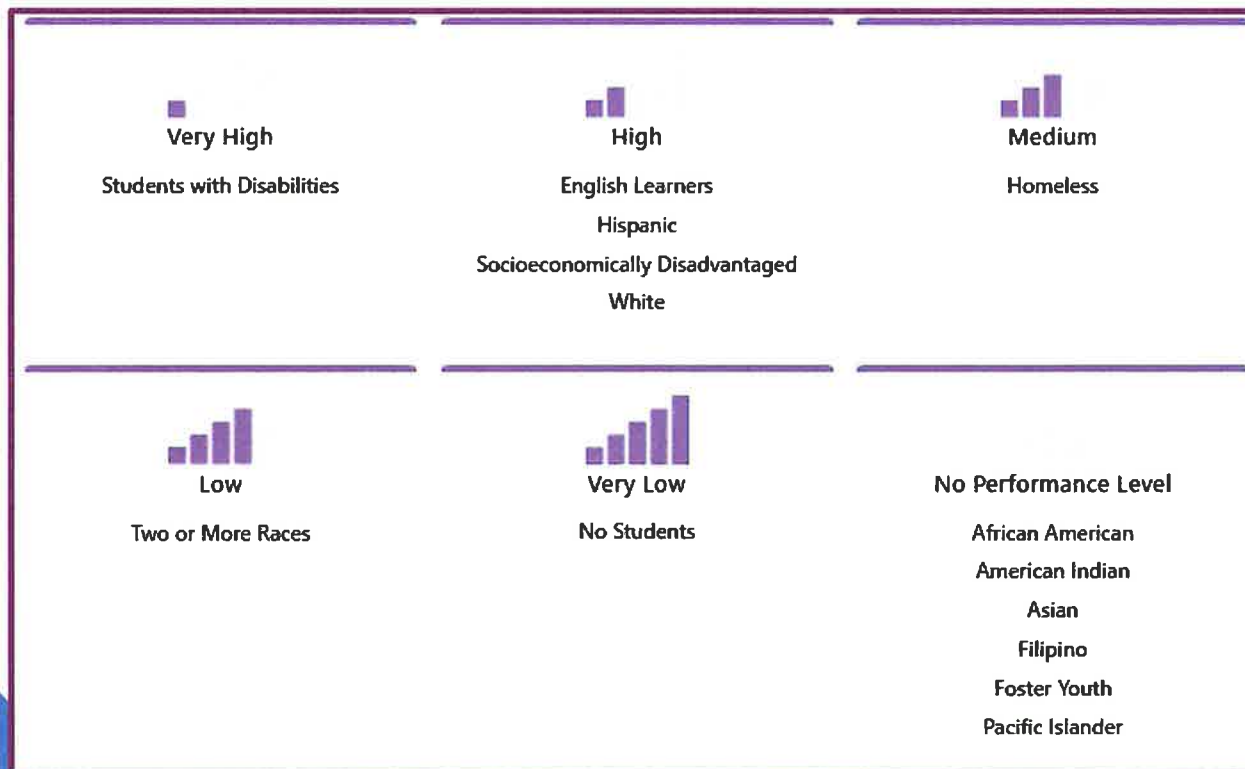 Very High
Students with Disabilities
High
English Learners
Hispanic
Socioeconomically Disadvantaged
White
Medium
Homeless
Low
Two or More Races
Very Low
No Students
No Performance Level
African American
American Indian
Asian
Filipino
Foster Youth
Pacific Islander